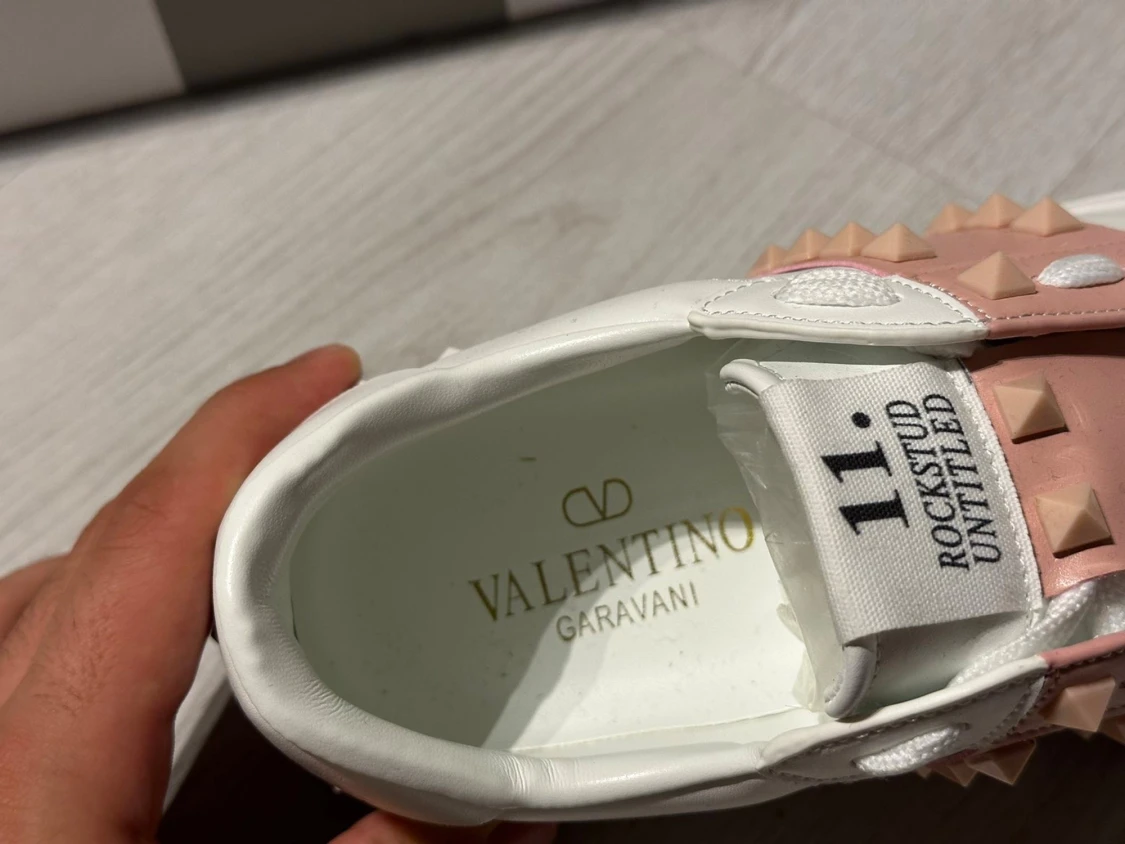 VALENTINO
GARAVANI
11.
ROCKSTUD
UNTITLED